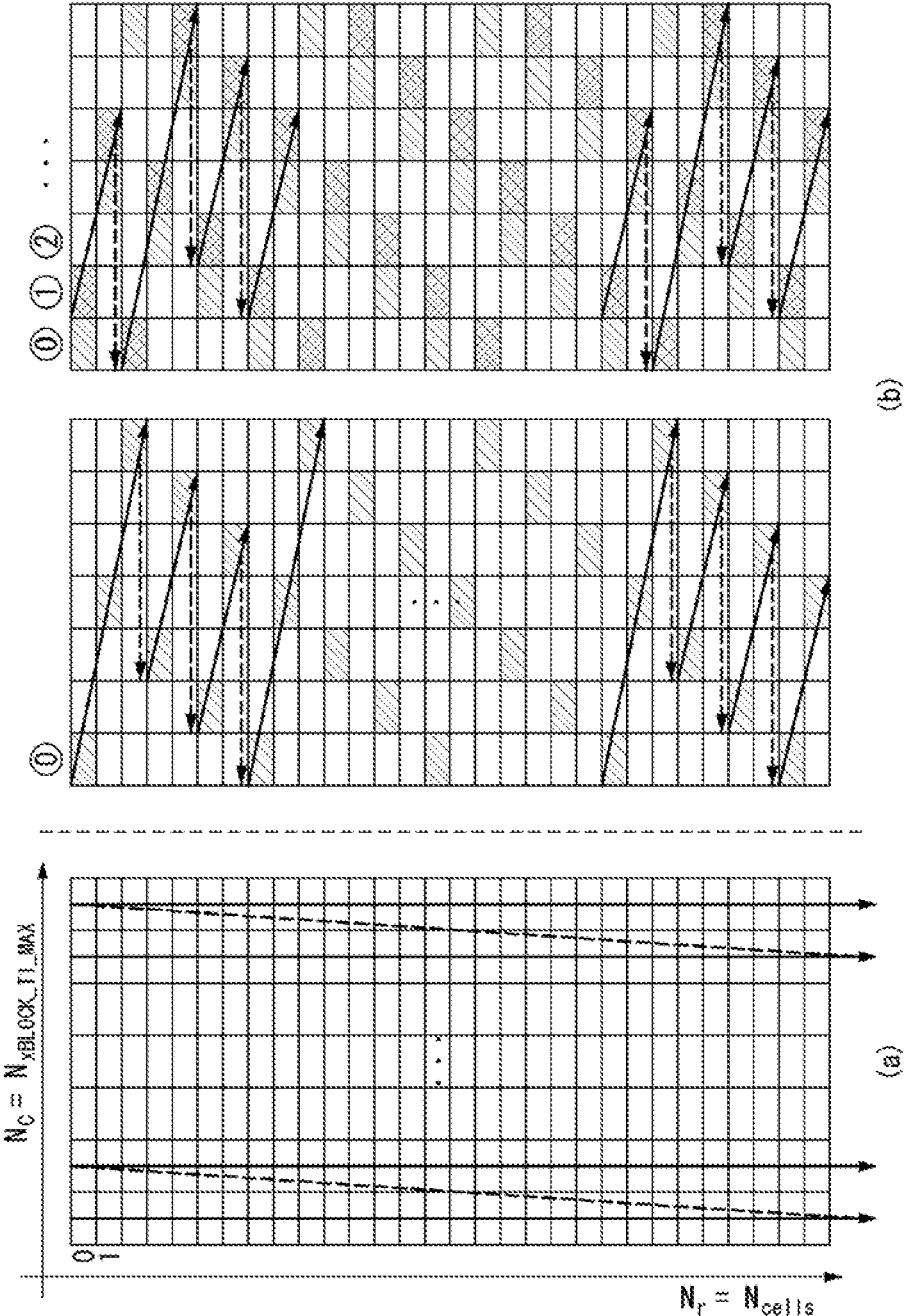 N_C = N_xBLOCK_TI_MAX
0
1
N_r = N_cells
(a)
⓪
⓪ ① ② ...
(b)